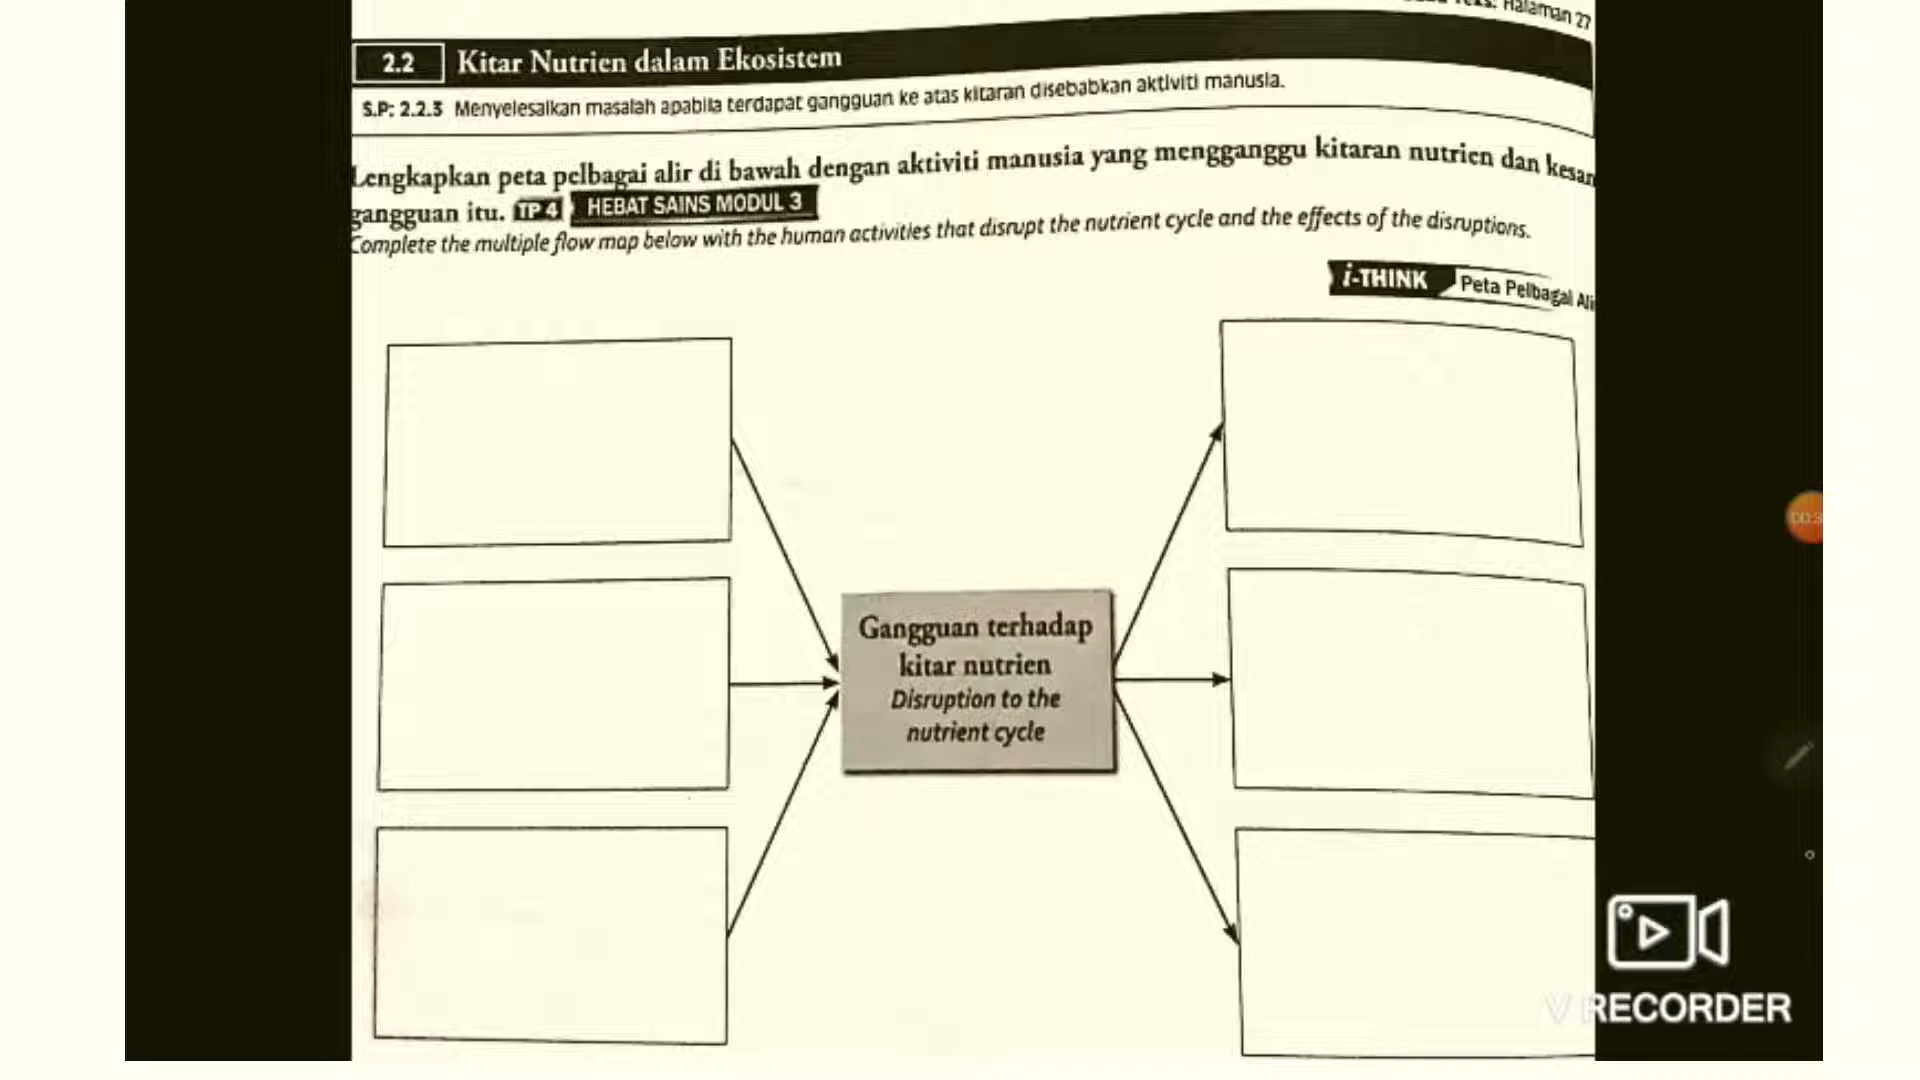 Halaman 27
2.2 Kitar Nutrien dalam Ekosistem
S.P: 2.2.3 Menyelesaikan masalah apabila terdapat gangguan ke atas kitaran disebabkan aktiviti manusia.
Lengkapkan peta pelbagai alir di bawah dengan aktiviti manusia yang mengganggu kitaran nutrien dan kesan
gangguan itu. TP 4 HEBAT SAINS MODUL 3
Complete the multiple flow map below with the human activities that disrupt the nutrient cycle and the effects of the disruptions.
i-THINK Peta Pelbagai Ali
Gangguan terhadap
kitar nutrien
Disruption to the
nutrient cycle
V RECORDER